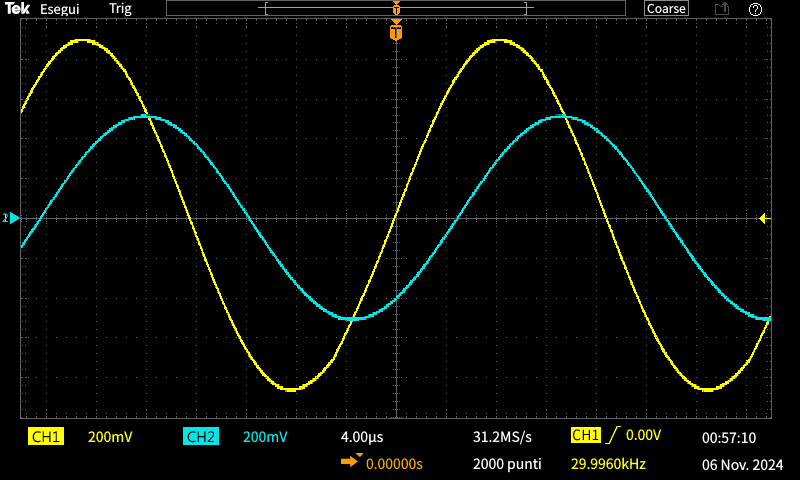 Tek Esegui Trig Coarse
T
T
2
CH1 200mV CH2 200mV 4.00µs 31.2MS/s CH1 0.00V 00:57:10
0.00000s 2000 punti 29.9960kHz 06 Nov. 2024